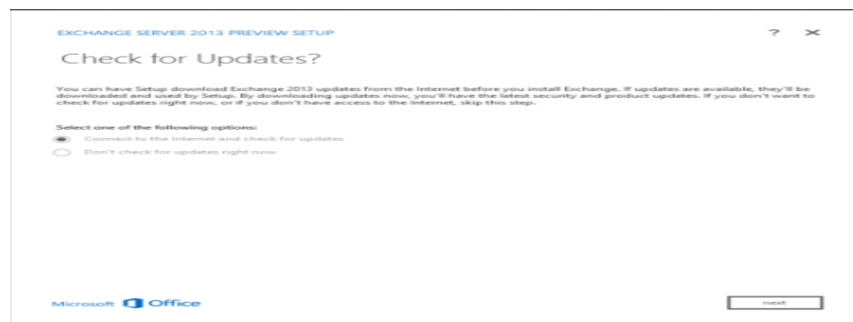 EXCHANGE SERVER 2013 PREVIEW SETUP
? ✕
Check for Updates?
You can have Setup download Exchange 2013 updates from the Internet before you install Exchange. If updates are available, they'll be
downloaded and used by Setup. By downloading updates now, you'll have the latest security and product updates. If you don't want to
check for updates right now, or if you don't have access to the Internet, skip this step.
Select one of the following options:
Connect to the Internet and check for updates
Don't check for updates right now
Microsoft Office
next